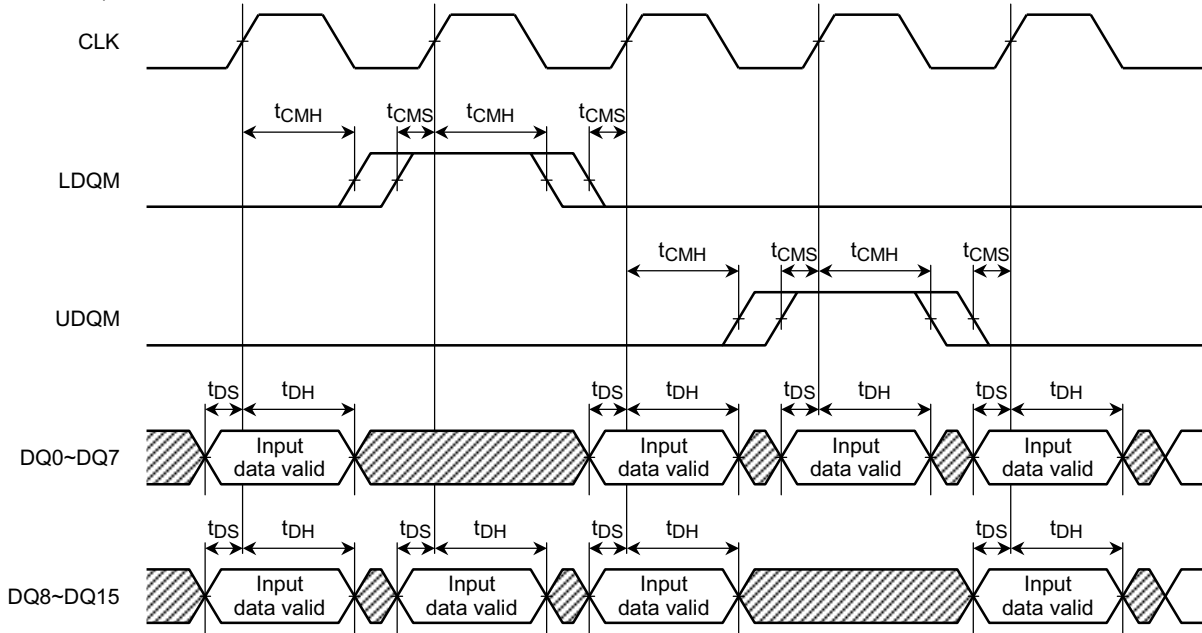 CLK
tCMH tCMS tCMH tCMS
LDQM
tCMH tCMS tCMH tCMS
UDQM
tDS tDH tDS tDH tDS tDH tDS tDH
Input Input Input Input
DQ0~DQ7
data valid data valid data valid data valid
tDS tDH tDS tDH tDS tDH tDS tDH
Input Input Input Input
DQ8~DQ15
data valid data valid data valid data valid